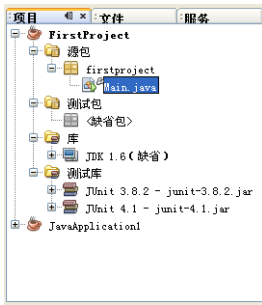 项目 文件 服务
FirstProject
源包
firstproject
Main.java
测试包
<缺省包>
库
JDK 1.6(缺省)
测试库
JUnit 3.8.2 - junit-3.8.2.jar
JUnit 4.1 - junit-4.1.jar
JavaApplication1